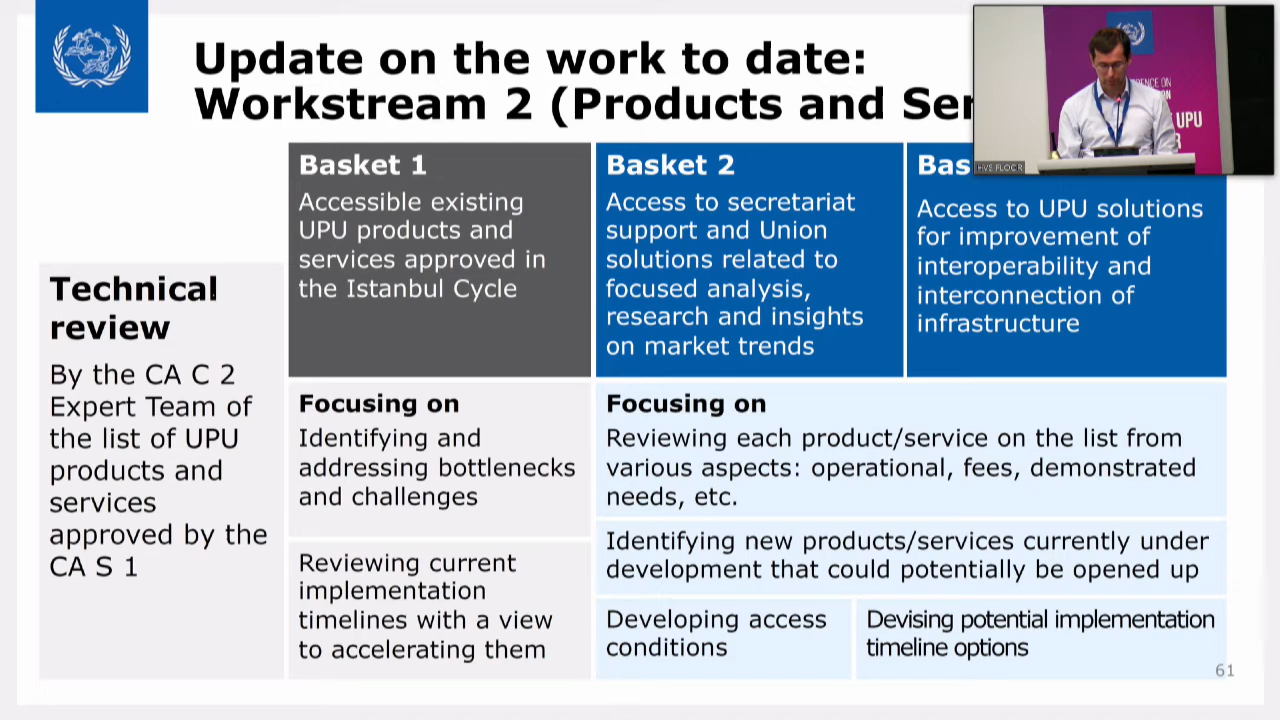 Update on the work to date:
Workstream 2 (Products and Ser
Technical
review
By the CA C 2
Expert Team of
the list of UPU
products and
services
approved by the
CA S 1
Basket 1
Accessible existing
UPU products and
services approved in
the Istanbul Cycle
Basket 2
Access to secretariat
support and Union
solutions related to
focused analysis,
research and insights
on market trends
Bas
Access to UPU solutions
for improvement of
interoperability and
interconnection of
infrastructure
Focusing on
Identifying and
addressing bottlenecks
and challenges
Reviewing current
implementation
timelines with a view
to accelerating them
Focusing on
Reviewing each product/service on the list from
various aspects: operational, fees, demonstrated
needs, etc.
Identifying new products/services currently under
development that could potentially be opened up
Developing access
conditions
Devising potential implementation
timeline options
61
UPU
HVS FLOOR